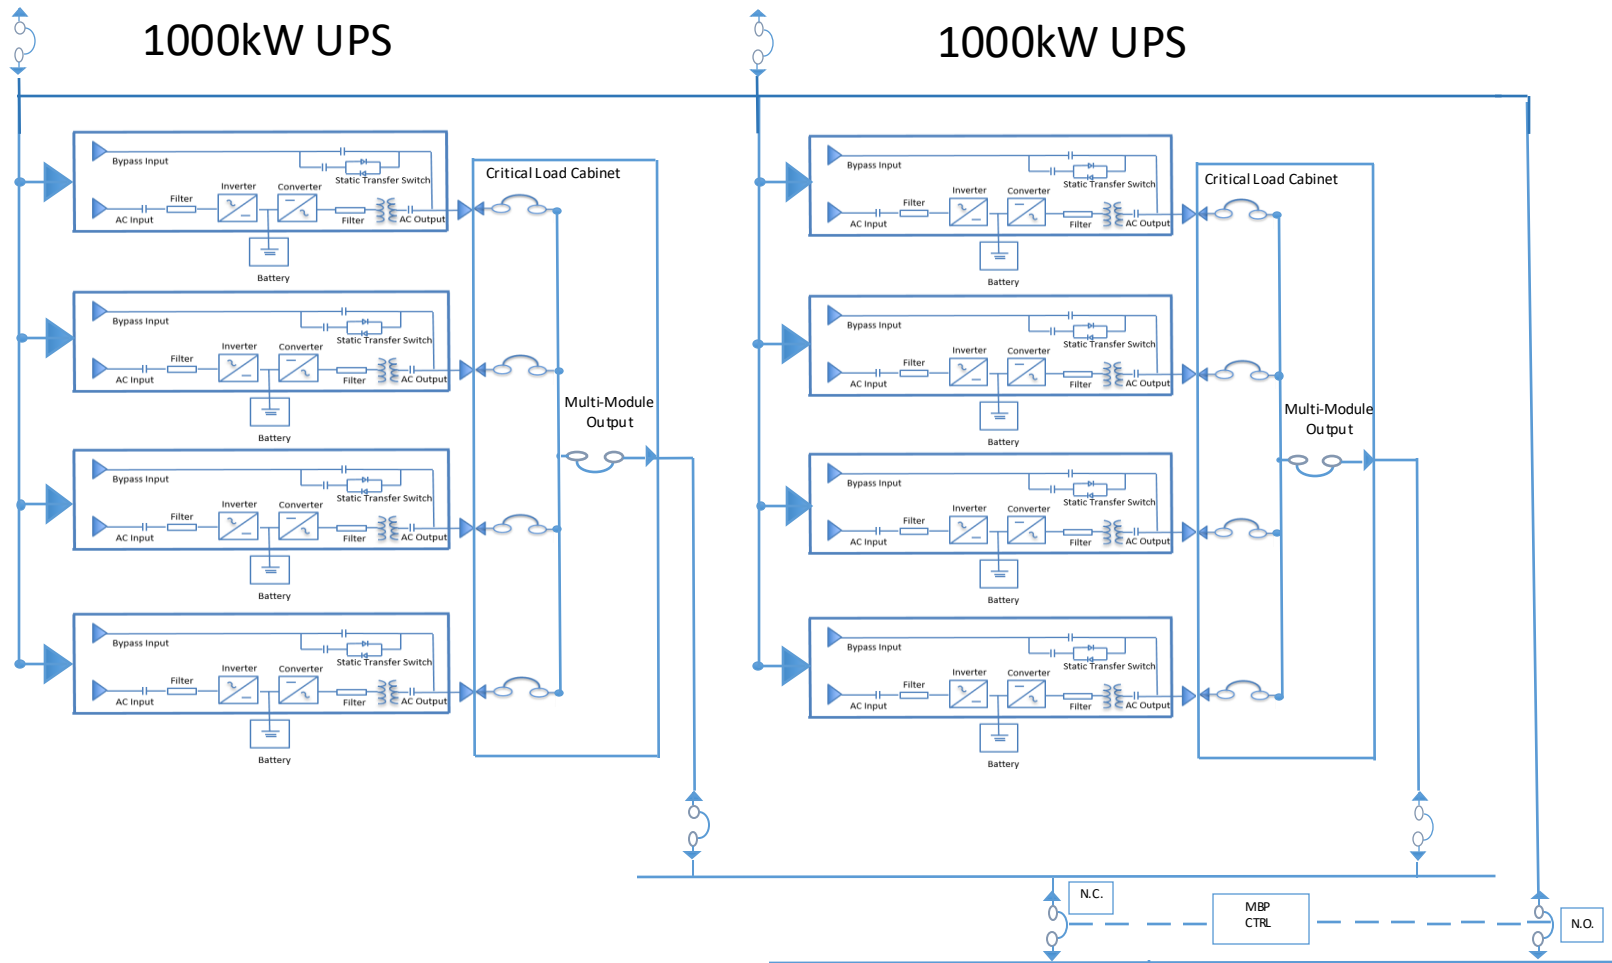 1000kW UPS
1000kW UPS
Bypass Input
Static Transfer Switch
Inverter
Converter
Filter
AC Input
Filter
AC Output
Battery
Bypass Input
Static Transfer Switch
Inverter
Converter
Filter
AC Input
Filter
AC Output
Battery
Bypass Input
Static Transfer Switch
Inverter
Converter
Filter
AC Input
Filter
AC Output
Battery
Bypass Input
Static Transfer Switch
Inverter
Converter
Filter
AC Input
Filter
AC Output
Battery
Critical Load Cabinet
Multi-Module
Output
Bypass Input
Static Transfer Switch
Inverter
Converter
Filter
AC Input
Filter
AC Output
Battery
Bypass Input
Static Transfer Switch
Inverter
Converter
Filter
AC Input
Filter
AC Output
Battery
Bypass Input
Static Transfer Switch
Inverter
Converter
Filter
AC Input
Filter
AC Output
Battery
Bypass Input
Static Transfer Switch
Inverter
Converter
Filter
AC Input
Filter
AC Output
Battery
Critical Load Cabinet
Multi-Module
Output
N.C.
MBP
CTRL
N.O.